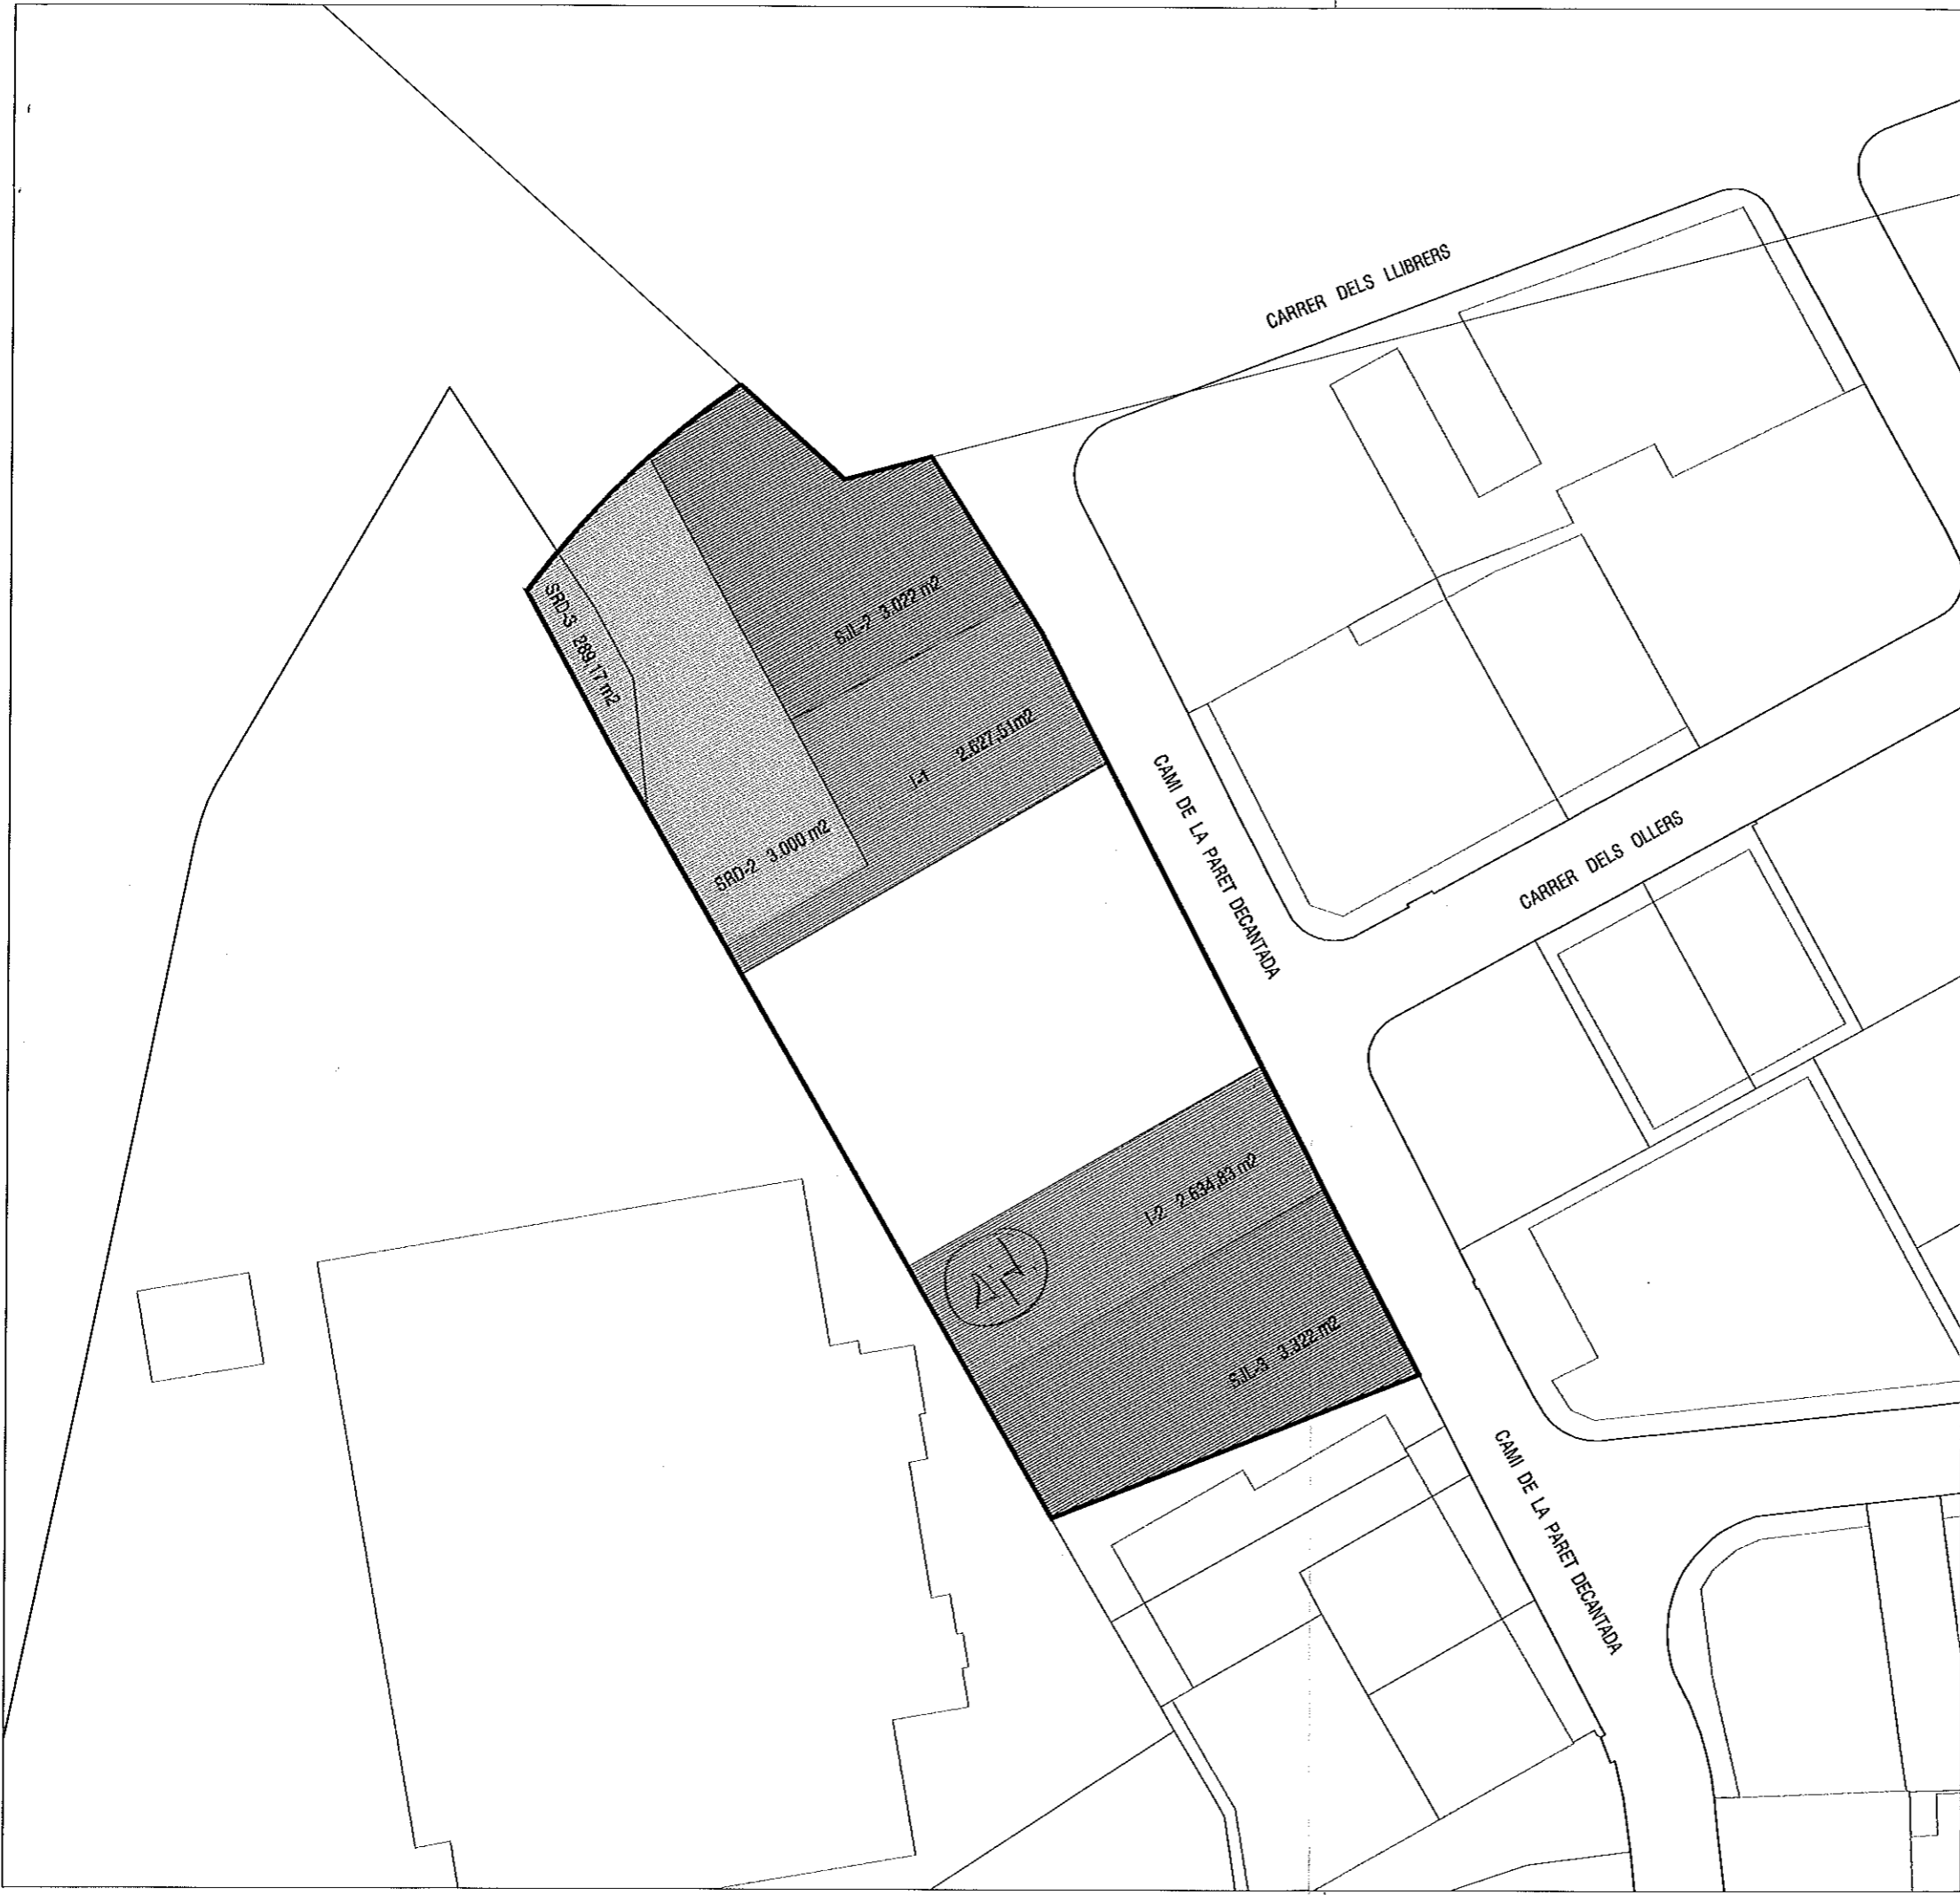 CARRER DELS LLIBRERS
SRD-3 289,17 m2
SJL-2 3.022 m2
I-1 2.627,51m2
SRD-2 3.000 m2
CAMI DE LA PARET DECANTADA
CARRER DELS OLLERS
I-2 2.634,83 m2
SJL-3 3.322 m2
CAMI DE LA PARET DECANTADA